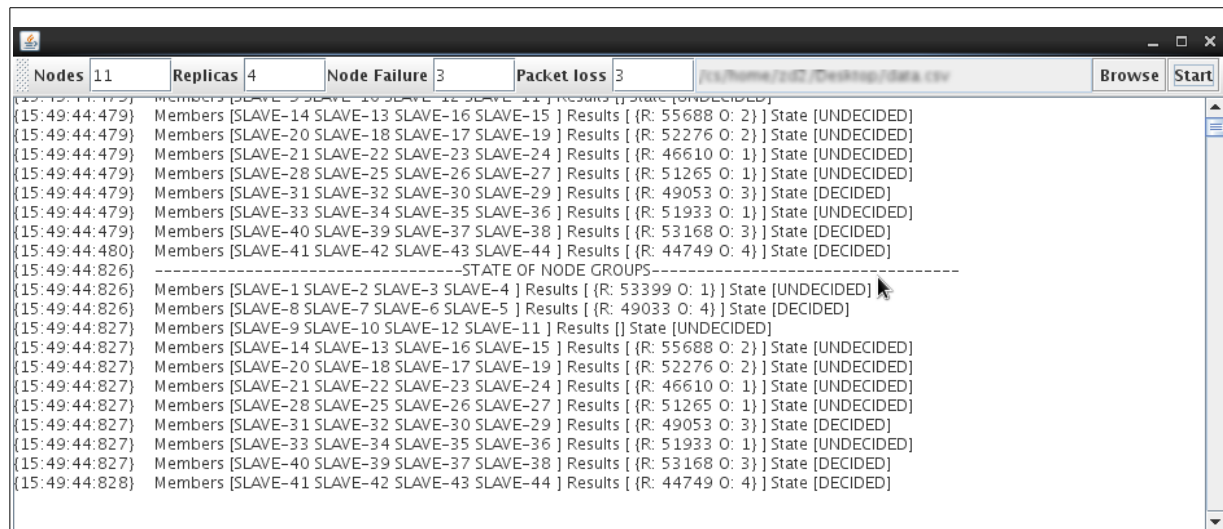 Nodes 11 Replicas 4 Node Failure 3 Packet loss 3 Browse Start
{15:49:44:479} Members [SLAVE-9 SLAVE-10 SLAVE-12 SLAVE-11 ] Results [] State [UNDECIDED]
{15:49:44:479} Members [SLAVE-14 SLAVE-13 SLAVE-16 SLAVE-15 ] Results [ {R: 55688 O: 2} ] State [UNDECIDED]
{15:49:44:479} Members [SLAVE-20 SLAVE-18 SLAVE-17 SLAVE-19 ] Results [ {R: 52276 O: 2} ] State [UNDECIDED]
{15:49:44:479} Members [SLAVE-21 SLAVE-22 SLAVE-23 SLAVE-24 ] Results [ {R: 46610 O: 1} ] State [UNDECIDED]
{15:49:44:479} Members [SLAVE-28 SLAVE-25 SLAVE-26 SLAVE-27 ] Results [ {R: 51265 O: 1} ] State [UNDECIDED]
{15:49:44:479} Members [SLAVE-31 SLAVE-32 SLAVE-30 SLAVE-29 ] Results [ {R: 49053 O: 3} ] State [DECIDED]
{15:49:44:479} Members [SLAVE-33 SLAVE-34 SLAVE-35 SLAVE-36 ] Results [ {R: 51933 O: 1} ] State [UNDECIDED]
{15:49:44:479} Members [SLAVE-40 SLAVE-39 SLAVE-37 SLAVE-38 ] Results [ {R: 53168 O: 3} ] State [DECIDED]
{15:49:44:480} Members [SLAVE-41 SLAVE-42 SLAVE-43 SLAVE-44 ] Results [ {R: 44749 O: 4} ] State [DECIDED]
{15:49:44:826} ----------------------------------STATE OF NODE GROUPS----------------------------------
{15:49:44:826} Members [SLAVE-1 SLAVE-2 SLAVE-3 SLAVE-4 ] Results [ {R: 53399 O: 1} ] State [UNDECIDED]
{15:49:44:826} Members [SLAVE-8 SLAVE-7 SLAVE-6 SLAVE-5 ] Results [ {R: 49033 O: 4} ] State [DECIDED]
{15:49:44:827} Members [SLAVE-9 SLAVE-10 SLAVE-12 SLAVE-11 ] Results [] State [UNDECIDED]
{15:49:44:827} Members [SLAVE-14 SLAVE-13 SLAVE-16 SLAVE-15 ] Results [ {R: 55688 O: 2} ] State [UNDECIDED]
{15:49:44:827} Members [SLAVE-20 SLAVE-18 SLAVE-17 SLAVE-19 ] Results [ {R: 52276 O: 2} ] State [UNDECIDED]
{15:49:44:827} Members [SLAVE-21 SLAVE-22 SLAVE-23 SLAVE-24 ] Results [ {R: 46610 O: 1} ] State [UNDECIDED]
{15:49:44:827} Members [SLAVE-28 SLAVE-25 SLAVE-26 SLAVE-27 ] Results [ {R: 51265 O: 1} ] State [UNDECIDED]
{15:49:44:827} Members [SLAVE-31 SLAVE-32 SLAVE-30 SLAVE-29 ] Results [ {R: 49053 O: 3} ] State [DECIDED]
{15:49:44:827} Members [SLAVE-33 SLAVE-34 SLAVE-35 SLAVE-36 ] Results [ {R: 51933 O: 1} ] State [UNDECIDED]
{15:49:44:827} Members [SLAVE-40 SLAVE-39 SLAVE-37 SLAVE-38 ] Results [ {R: 53168 O: 3} ] State [DECIDED]
{15:49:44:828} Members [SLAVE-41 SLAVE-42 SLAVE-43 SLAVE-44 ] Results [ {R: 44749 O: 4} ] State [DECIDED]